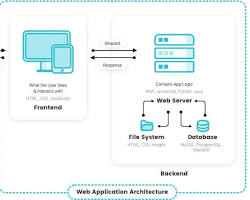 Request
Response
What the User Sees
& Interacts with
HTML, CSS, JavaScript
Frontend
Contains App Logic
PHP, JavaScript, Python, Java
Web Server
File System
HTML, CSS, Images
Database
MySQL, PostgreSQL,
MariaDB
Backend
Web Application Architecture